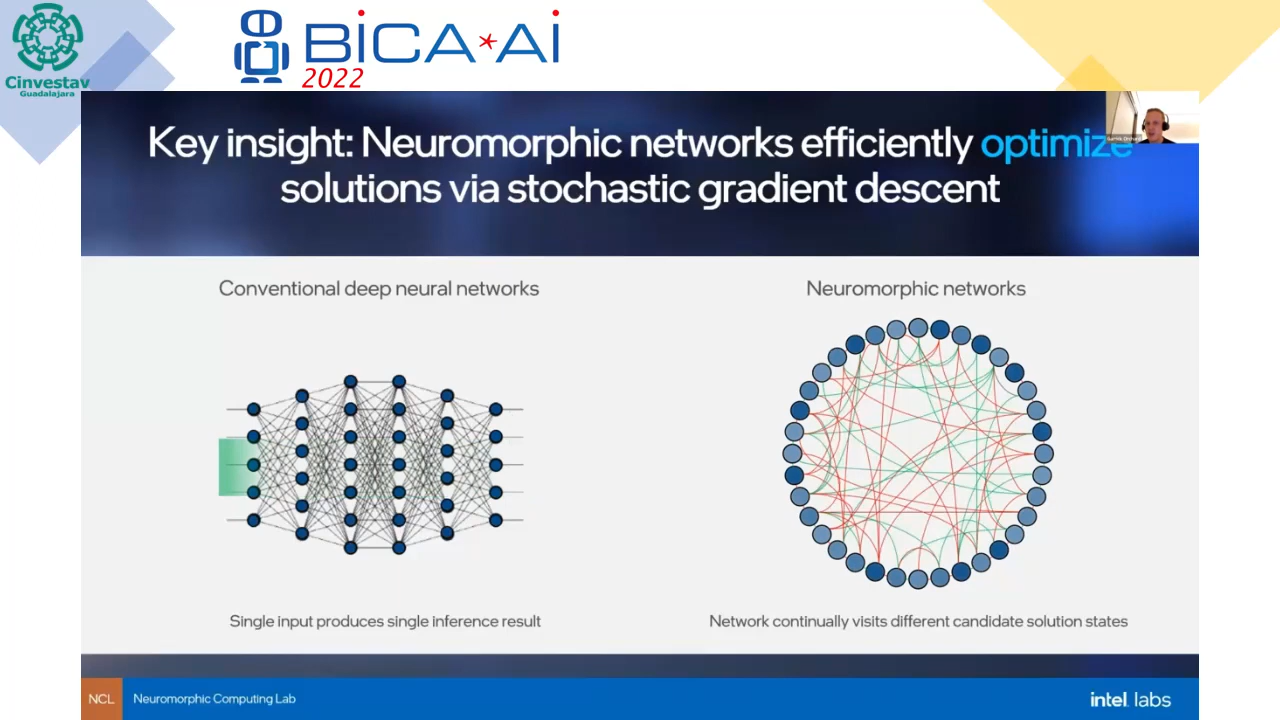 Cinvestav
Guadalajara
BiCA*Ai
2022
Key insight: Neuromorphic networks efficiently optimize
solutions via stochastic gradient descent
Conventional deep neural networks
Neuromorphic networks
Single input produces single inference result
Network continually visits different candidate solution states
NCL
Neuromorphic Computing Lab
intel labs